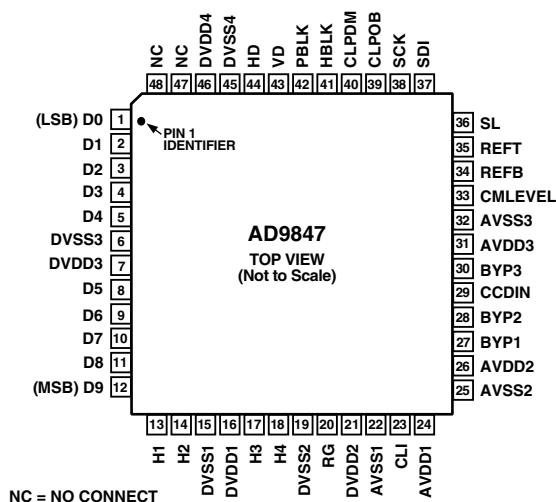 NC
NC
DVDD4
DVSS4
HD
VD
PBLK
HBLK
CLPDM
CLPOB
SCK
SDI
48 47 46 45 44 43 42 41 40 39 38 37
(LSB) D0 1
D1 2
D2 3
D3 4
D4 5
DVSS3 6
DVDD3 7
D5 8
D6 9
D7 10
D8 11
(MSB) D9 12
PIN 1
IDENTIFIER
AD9847
TOP VIEW
(Not to Scale)
36 SL
35 REFT
34 REFB
33 CMLEVEL
32 AVSS3
31 AVDD3
30 BYP3
29 CCDIN
28 BYP2
27 BYP1
26 AVDD2
25 AVSS2
13 14 15 16 17 18 19 20 21 22 23 24
H1
H2
DVSS1
DVDD1
H3
H4
DVSS2
RG
DVDD2
AVSS1
CLI
AVDD1
NC = NO CONNECT